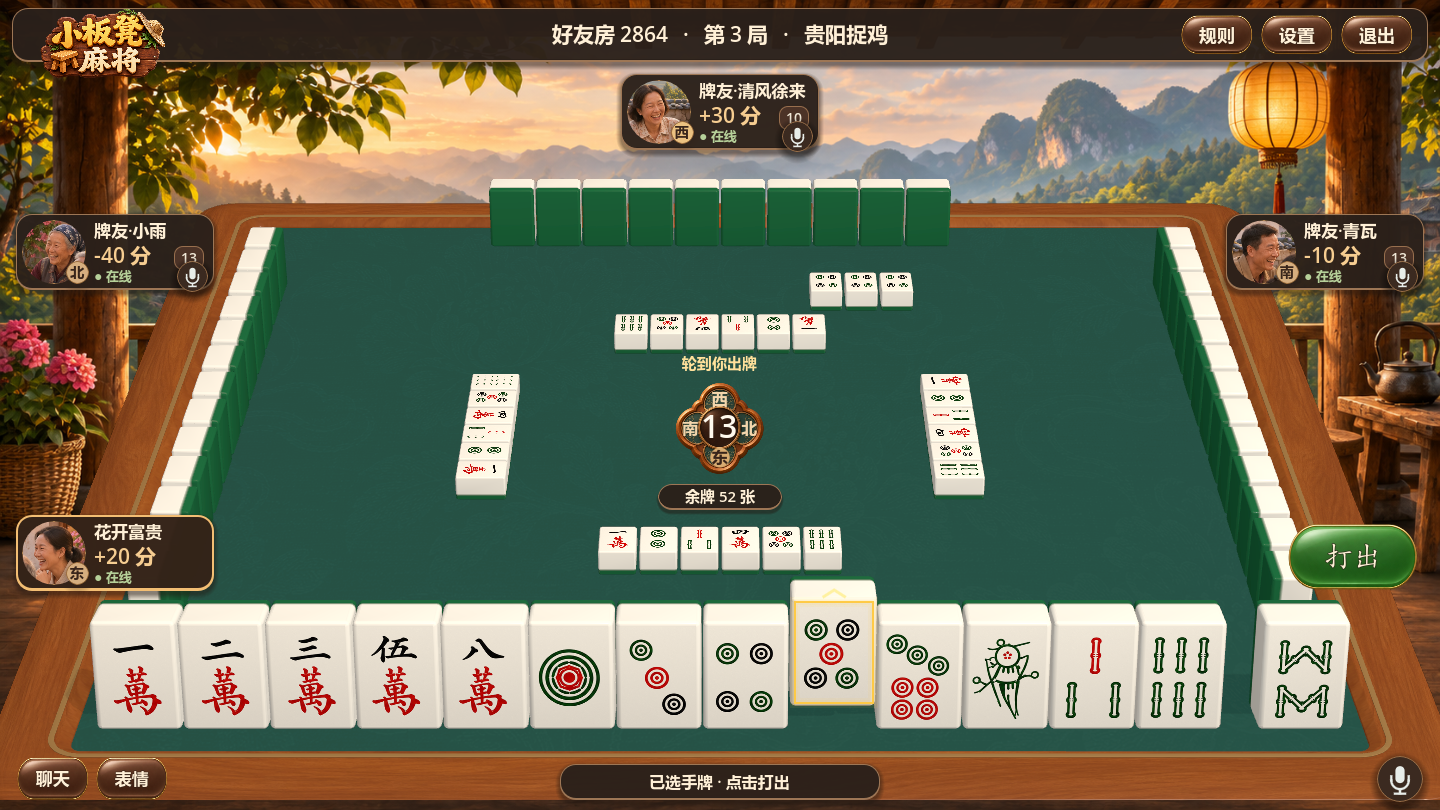 小板凳
麻将
好友房 2864 · 第 3 局 · 贵阳捉鸡
规则
设置
退出
牌友·清风徐来
+30 分
10
西
在线
牌友·小雨
-40 分
13
北
在线
牌友·青瓦
-10 分
13
南
在线
轮到你出牌
西
南 13 北
东
余牌 52 张
花开富贵
+20 分
东
在线
打出
一 二 三 伍 八
萬 萬 萬 萬 萬
聊天
表情
已选手牌 · 点击打出